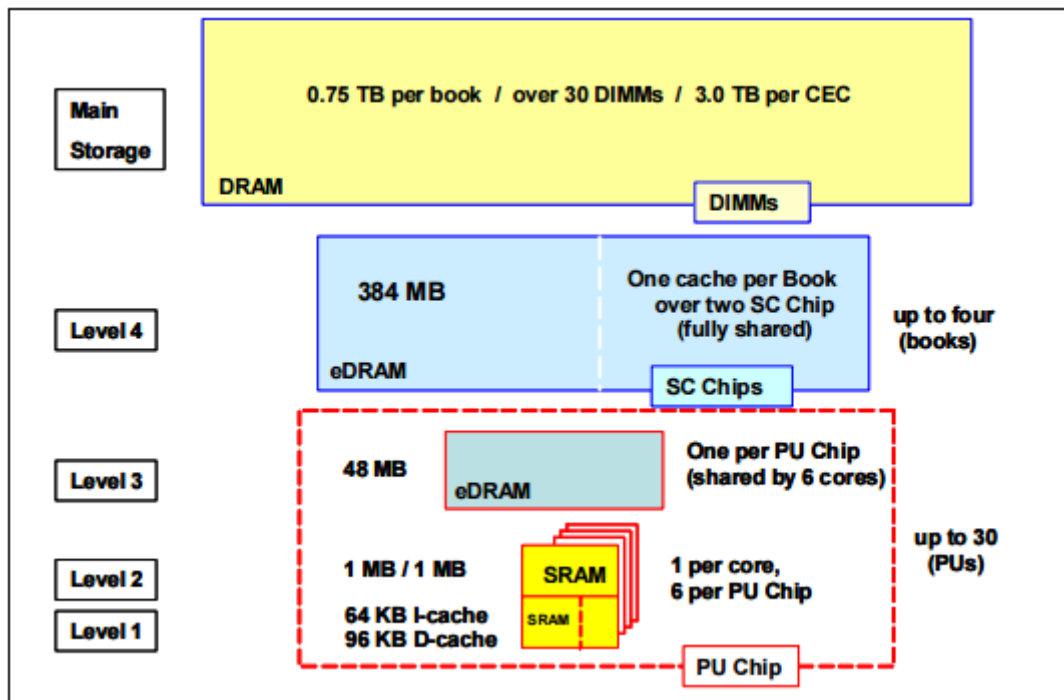 Main
Storage
0.75 TB per book / over 30 DIMMs / 3.0 TB per CEC
DRAM
DIMMs
Level 4
384 MB
One cache per Book
over two SC Chip
(fully shared)
up to four
(books)
eDRAM
SC Chips
Level 3
48 MB
eDRAM
One per PU Chip
(shared by 6 cores)
up to 30
(PUs)
Level 2
1 MB / 1 MB
SRAM
1 per core,
6 per PU Chip
Level 1
64 KB I-cache
96 KB D-cache
SRAM
PU Chip